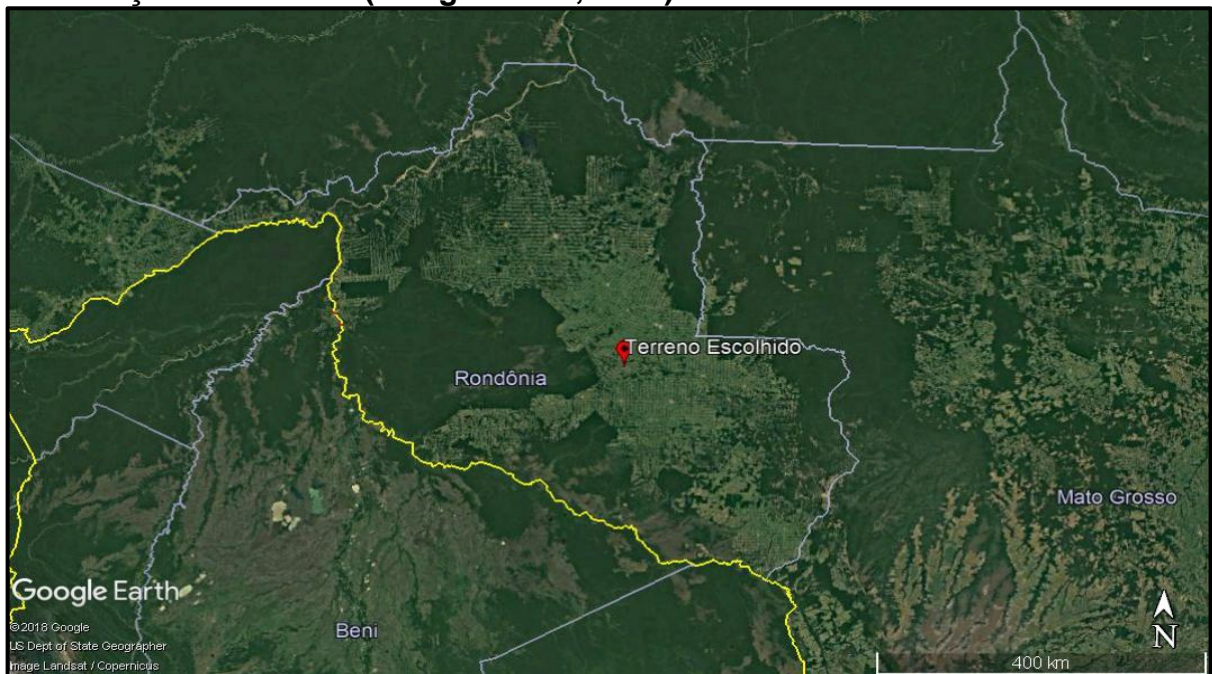 Terreno Escolhido
Rondônia
Mato Grosso
Google Earth
©2018 Google
US Dept of State Geographer
Image Landsat / Copernicus
Beni
N
400 km